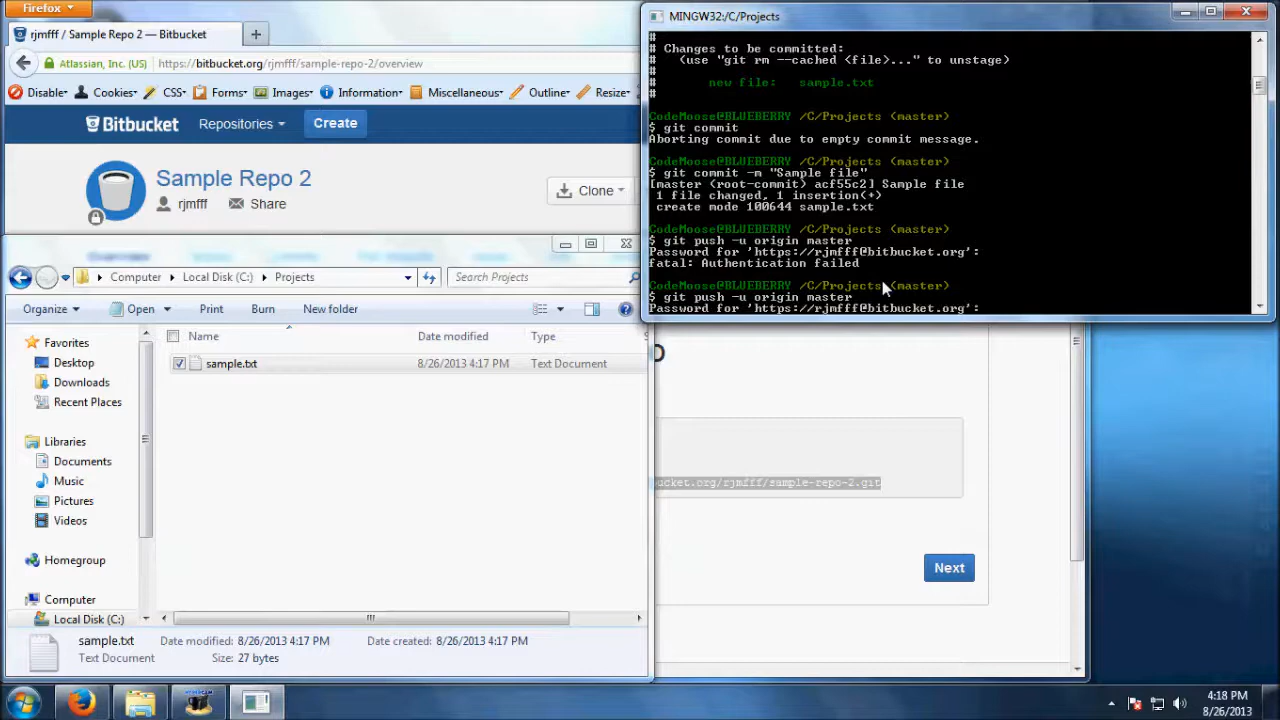 Firefox
rjmfff / Sample Repo 2 — Bitbucket
Atlassian, Inc. (US)
https://bitbucket.org/rjmfff/sample-repo-2/overview
Disable
Cookies
CSS
Forms
Images
Information
Miscellaneous
Outline
Resize
Bitbucket
Repositories
Create
Sample Repo 2
rjmfff
Share
Clone
MINGW32:/C/Projects
#
# Changes to be committed:
#   (use "git rm --cached <file>..." to unstage)
#
#       new file:   sample.txt
#
CodeMoose@BLUEBERRY /C/Projects (master)
$ git commit
Aborting commit due to empty commit message.
CodeMoose@BLUEBERRY /C/Projects (master)
$ git commit -m "Sample file"
[master (root-commit) acf55c2] Sample file
 1 file changed, 1 insertion(+)
 create mode 100644 sample.txt
CodeMoose@BLUEBERRY /C/Projects (master)
$ git push -u origin master
Password for 'https://rjmfff@bitbucket.org':
fatal: Authentication failed
CodeMoose@BLUEBERRY /C/Projects (master)
$ git push -u origin master
Password for 'https://rjmfff@bitbucket.org':
Computer
Local Disk (C:)
Projects
Search Projects
Organize
Open
Print
Burn
New folder
Favorites
Desktop
Downloads
Recent Places
Libraries
Documents
Music
Pictures
Videos
Homegroup
Computer
Local Disk (C:)
Name
Date modified
Type
sample.txt
8/26/2013 4:17 PM
Text Document
sample.txt
Date modified: 8/26/2013 4:17 PM
Date created: 8/26/2013 4:17 PM
Text Document
Size: 27 bytes
bucket.org/rjmfff/sample-repo-2.git
Next
4:18 PM
8/26/2013